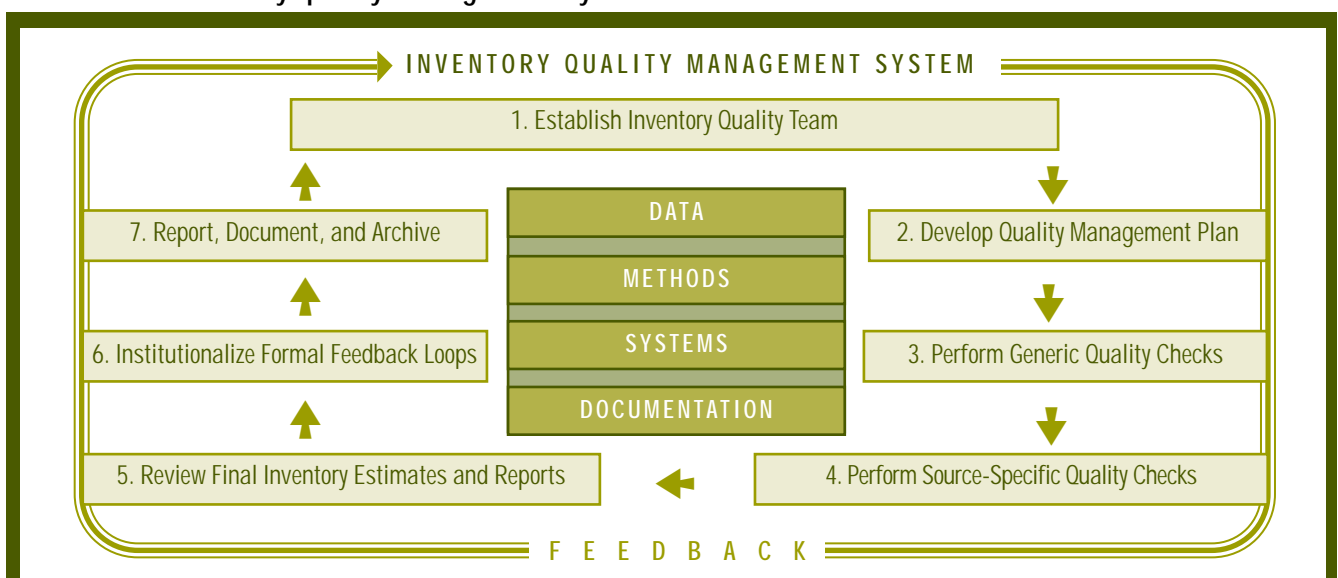 INVENTORY QUALITY MANAGEMENT SYSTEM
1. Establish Inventory Quality Team
DATA
7. Report, Document, and Archive
2. Develop Quality Management Plan
METHODS
6. Institutionalize Formal Feedback Loops
SYSTEMS
3. Perform Generic Quality Checks
DOCUMENTATION
5. Review Final Inventory Estimates and Reports
4. Perform Source-Specific Quality Checks
FEEDBACK